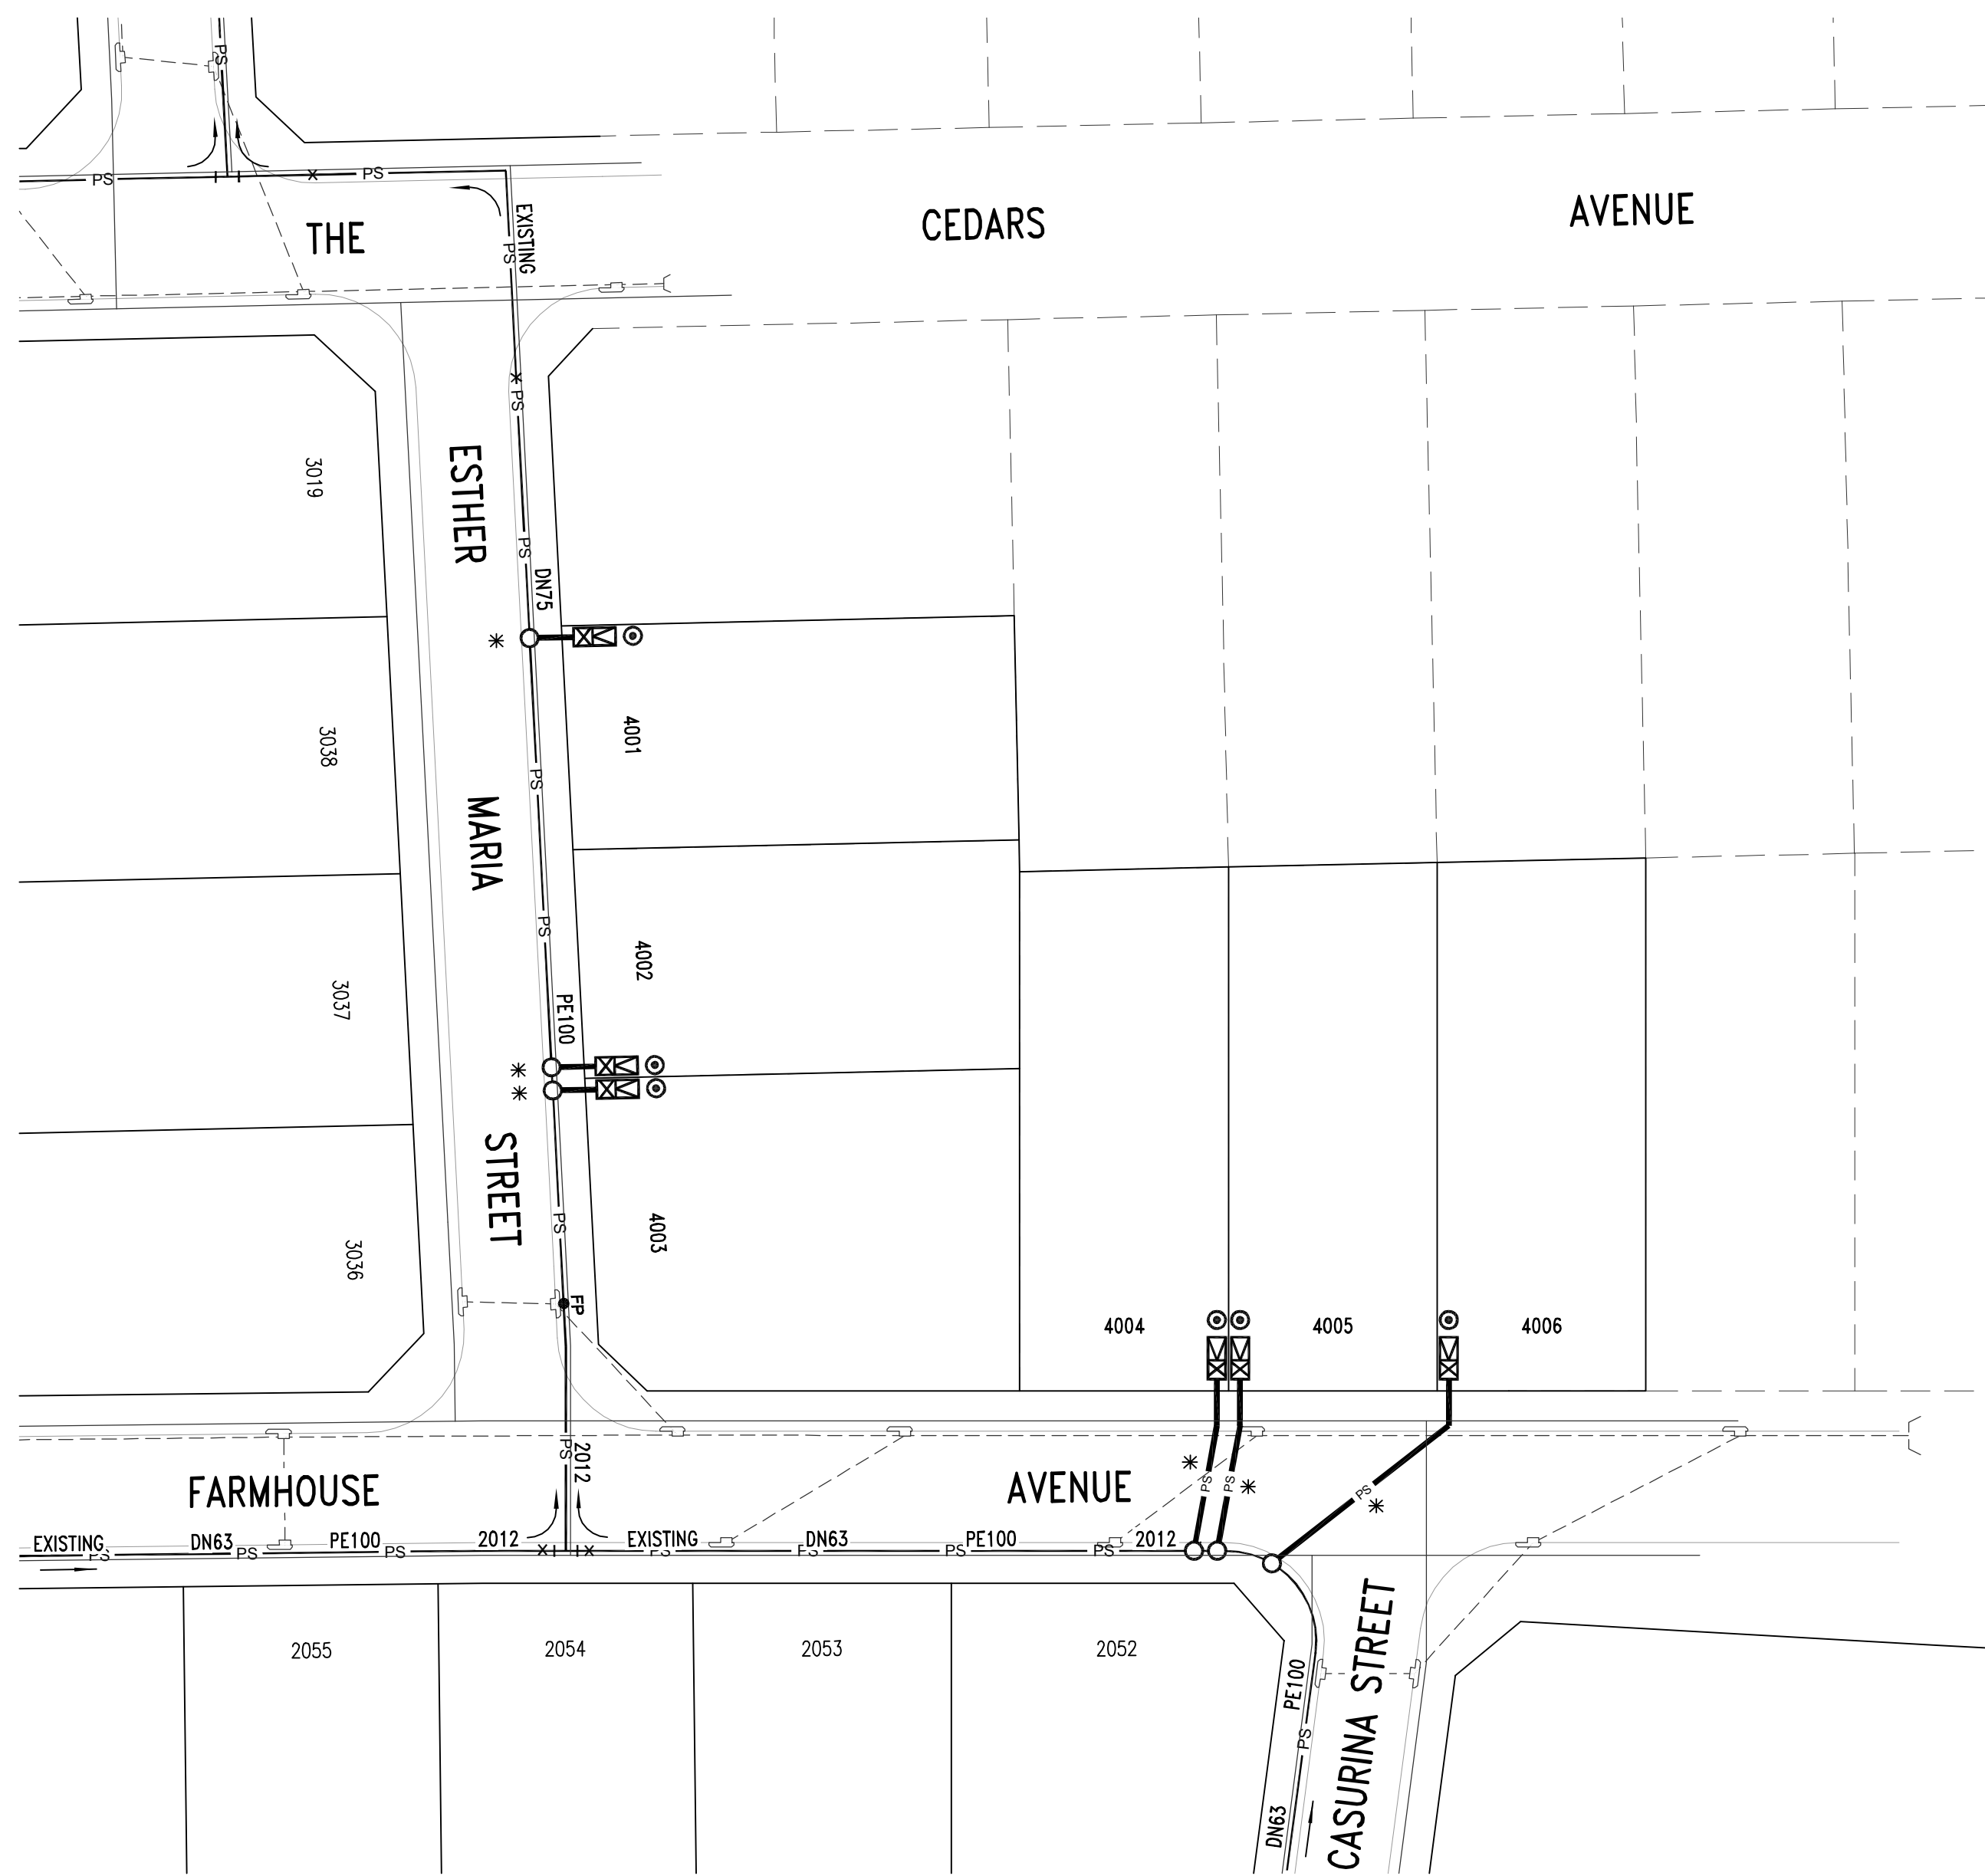 PS
PS
PS
THE
CEDARS
AVENUE
EXISTING
PS
PS
ESTHER
PS
DN75
3019
4001
3038
PS
MARIA
PS
4002
3037
PE100
STREET
PS
4003
3036
FP
4004
4005
4006
PS
2012
FARMHOUSE
AVENUE
PS
PS
PS
EXISTING
DN63
PE100
2012
EXISTING
DN63
PE100
2012
PS
PS
PS
PS
PS
PS
PS
2055
2054
2053
2052
PE100
PS
DN63
CASURINA STREET